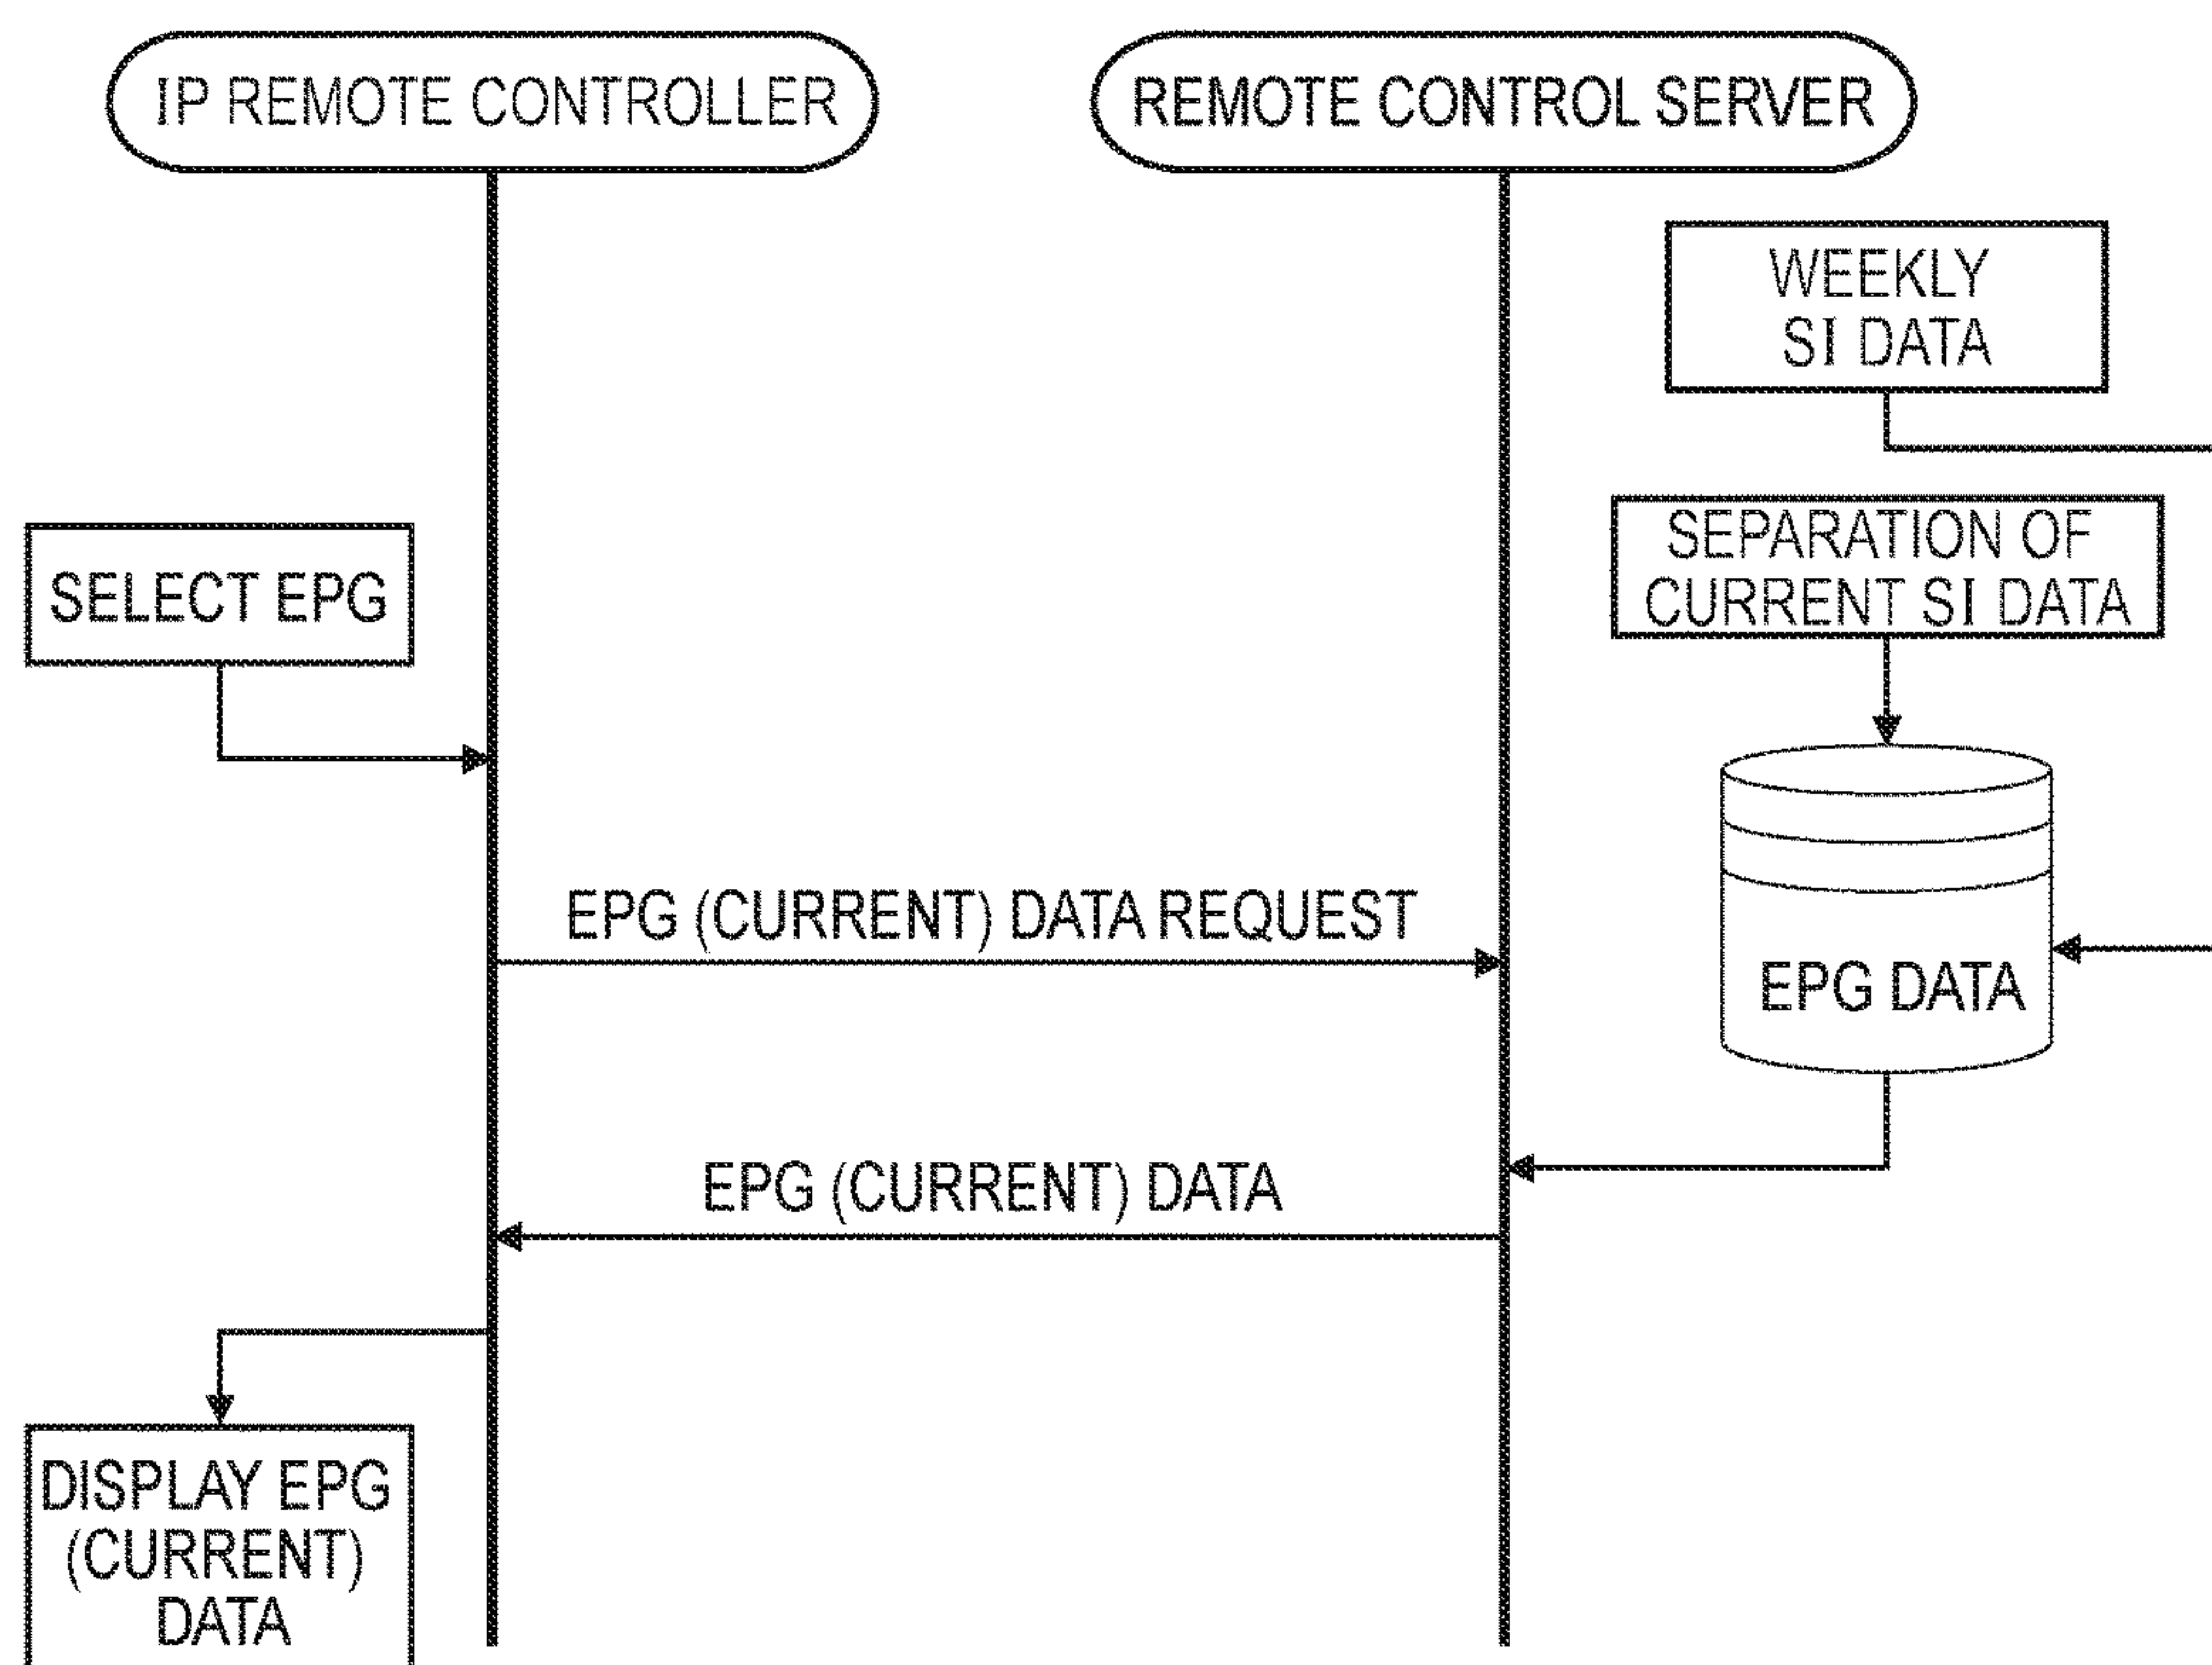 IP REMOTE CONTROLLER
REMOTE CONTROL SERVER
WEEKLY
SI DATA
SEPARATION OF
CURRENT SI DATA
SELECT EPG
EPG (CURRENT) DATA REQUEST
EPG DATA
EPG (CURRENT) DATA
DISPLAY EPG
(CURRENT)
DATA